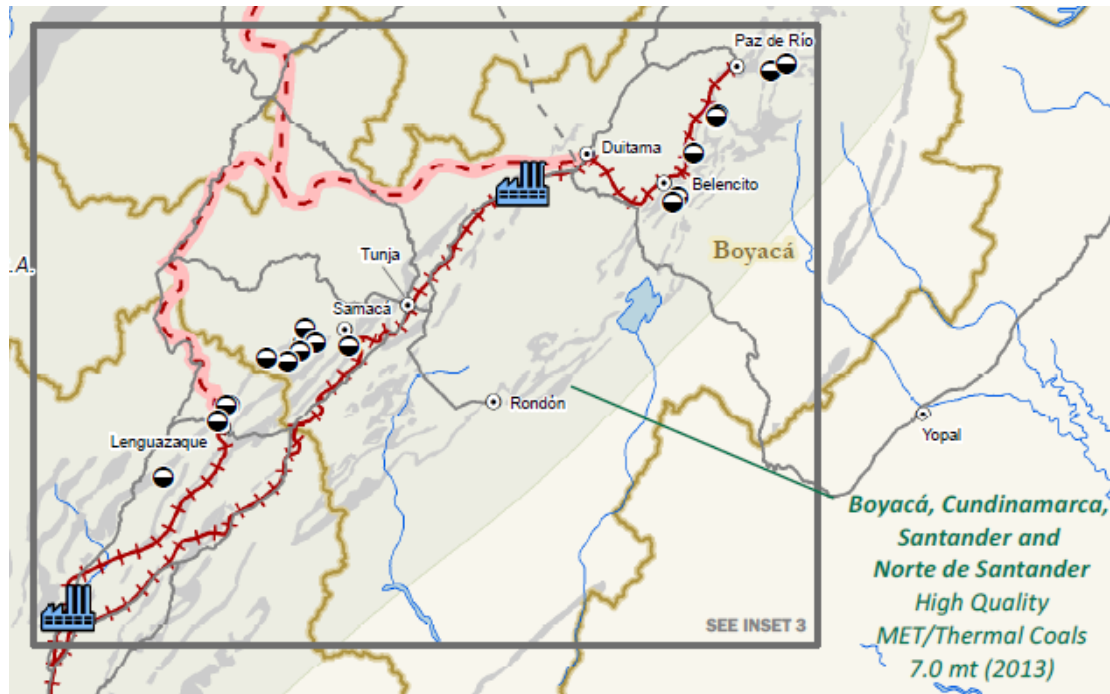 Paz de Río
Duitama
Belencito
Boyacá
Tunja
.A.
Samacá
Rondón
Lenguazaque
Yopal
Boyacá, Cundinamarca,
Santander and
Norte de Santander
High Quality
MET/Thermal Coals
7.0 mt (2013)
SEE INSET 3